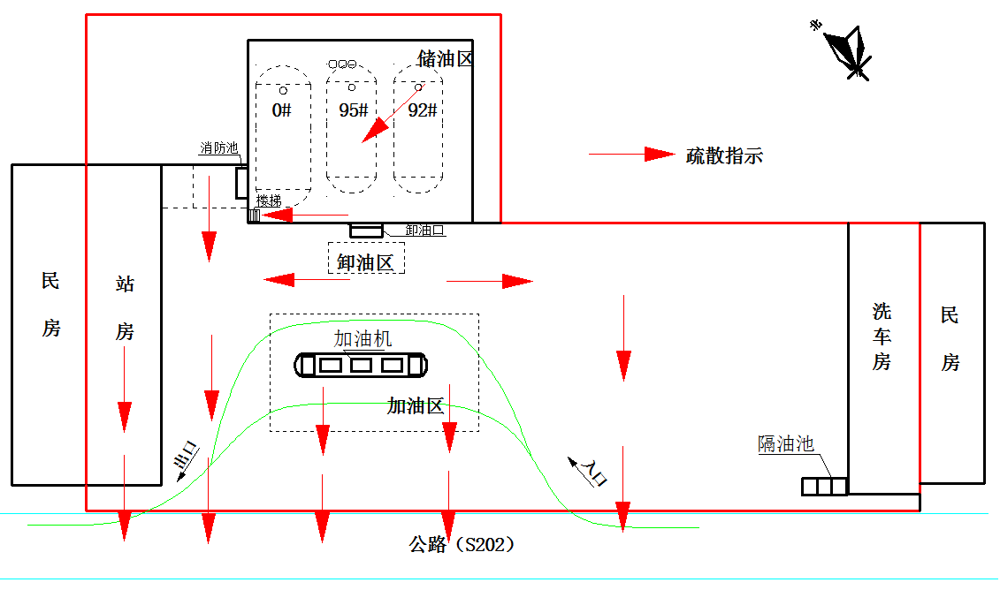 北
储油区
0#
95#
92#
消防池
疏散指示
楼梯
卸油口
卸油区
民房
站房
洗车房
民房
加油机
加油区
出口
入口
隔油池
公路（S202）